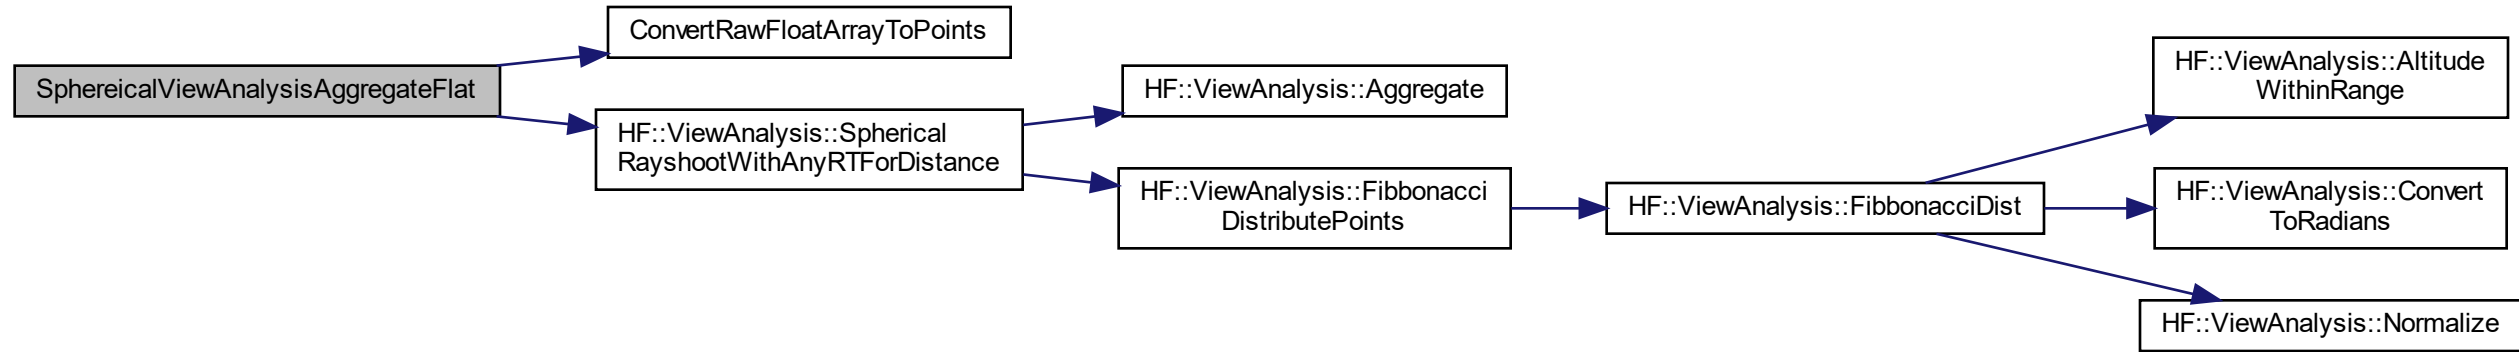 SphereicalViewAnalysisAggregateFlat
ConvertRawFloatArrayToPoints
HF::ViewAnalysis::Spherical
RayshootWithAnyRTForDistance
HF::ViewAnalysis::Aggregate
HF::ViewAnalysis::Fibbonacci
DistributePoints
HF::ViewAnalysis::FibbonacciDist
HF::ViewAnalysis::Altitude
WithinRange
HF::ViewAnalysis::Convert
ToRadians
HF::ViewAnalysis::Normalize